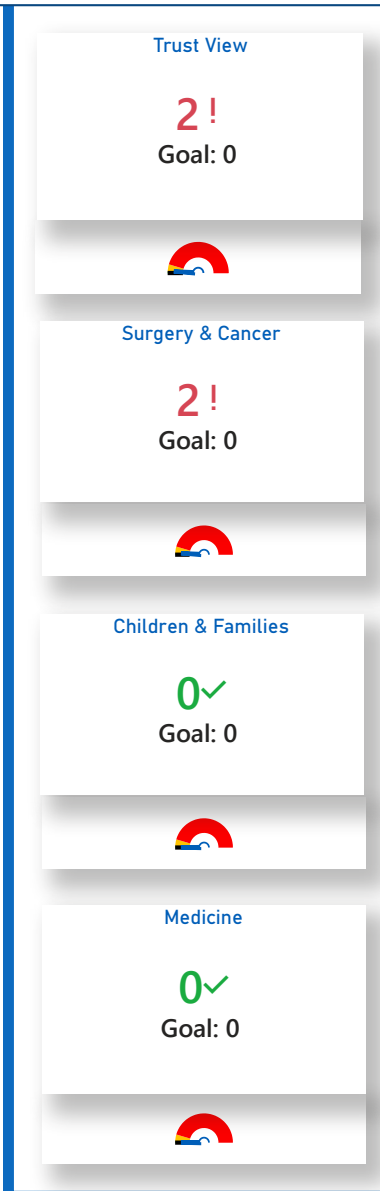 Trust View
2!
Goal: 0
Surgery & Cancer
2!
Goal: 0
Children & Families
0
Goal: 0
Medicine
0
Goal: 0